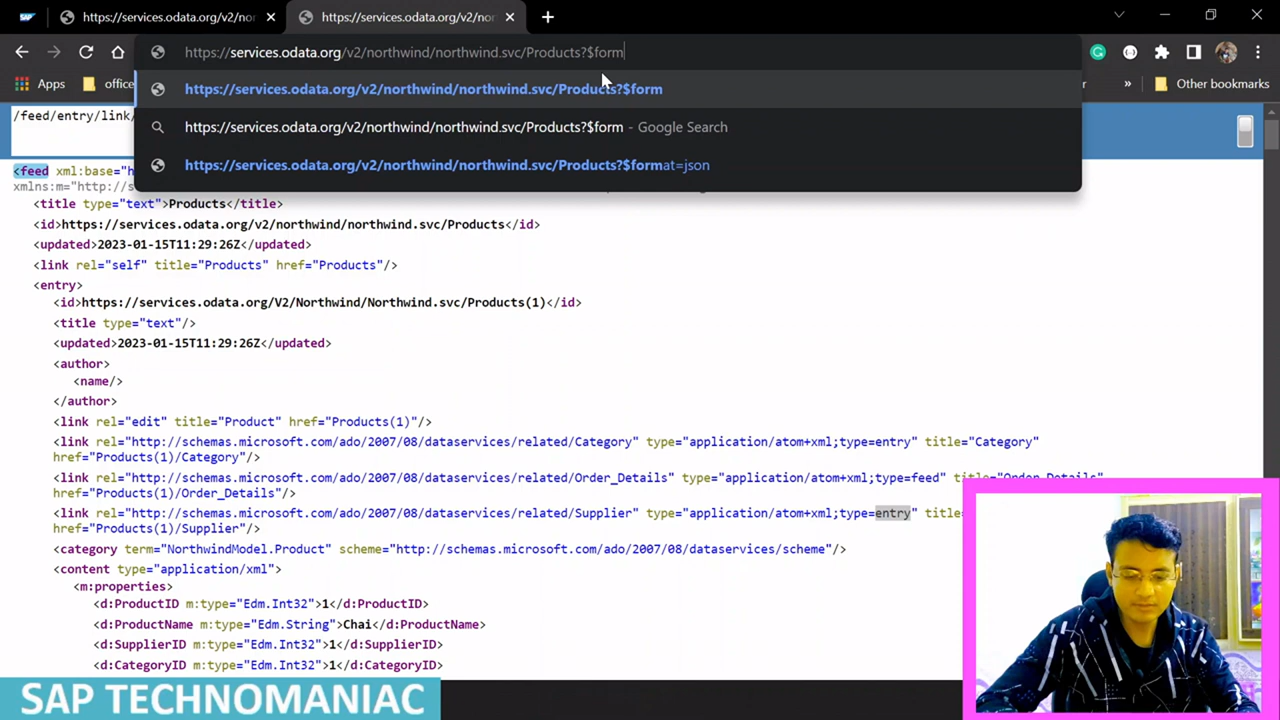 https://services.odata.org/v2/no
https://services.odata.org/v2/no
https://services.odata.org/v2/northwind/northwind.svc/Products?$form
Apps
office
https://services.odata.org/v2/northwind/northwind.svc/Products?$form
Other bookmarks
/feed/entry/link/
https://services.odata.org/v2/northwind/northwind.svc/Products?$form - Google Search
https://services.odata.org/v2/northwind/northwind.svc/Products?$format=json
<feed xml:base="h
xmlns:m="http://s
<title type="text">Products</title>
<id>https://services.odata.org/v2/northwind/northwind.svc/Products</id>
<updated>2023-01-15T11:29:26Z</updated>
<link rel="self" title="Products" href="Products"/>
<entry>
<id>https://services.odata.org/V2/Northwind/Northwind.svc/Products(1)</id>
<title type="text"/>
<updated>2023-01-15T11:29:26Z</updated>
<author>
<name/>
</author>
<link rel="edit" title="Product" href="Products(1)"/>
<link rel="http://schemas.microsoft.com/ado/2007/08/dataservices/related/Category" type="application/atom+xml;type=entry" title="Category"
href="Products(1)/Category"/>
<link rel="http://schemas.microsoft.com/ado/2007/08/dataservices/related/Order_Details" type="application/atom+xml;type=feed" title="Order_Details"
href="Products(1)/Order_Details"/>
<link rel="http://schemas.microsoft.com/ado/2007/08/dataservices/related/Supplier" type="application/atom+xml;type=entry" title=
href="Products(1)/Supplier"/>
<category term="NorthwindModel.Product" scheme="http://schemas.microsoft.com/ado/2007/08/dataservices/scheme"/>
<content type="application/xml">
<m:properties>
<d:ProductID m:type="Edm.Int32">1</d:ProductID>
<d:ProductName m:type="Edm.String">Chai</d:ProductName>
<d:SupplierID m:type="Edm.Int32">1</d:SupplierID>
<d:CategoryID m:type="Edm.Int32">1</d:CategoryID>
SAP TECHNOMANIAC